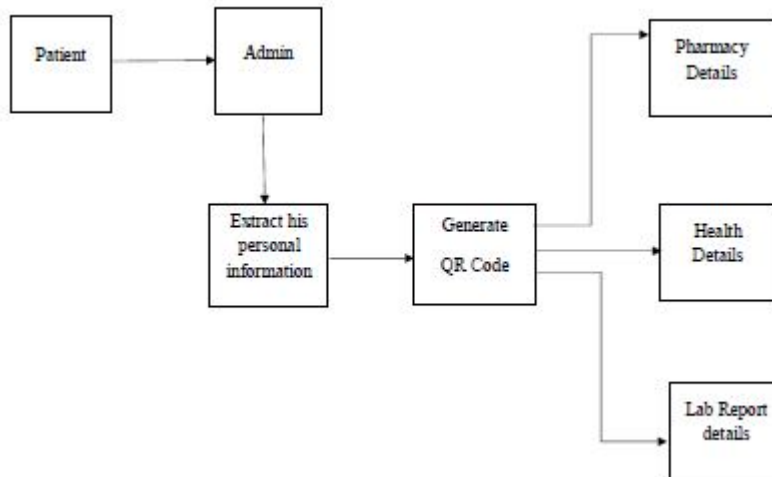 Patient
Admin
Pharmacy
Details
Extract his
personal
information
Generate
QR Code
Health
Details
Lab Report
details